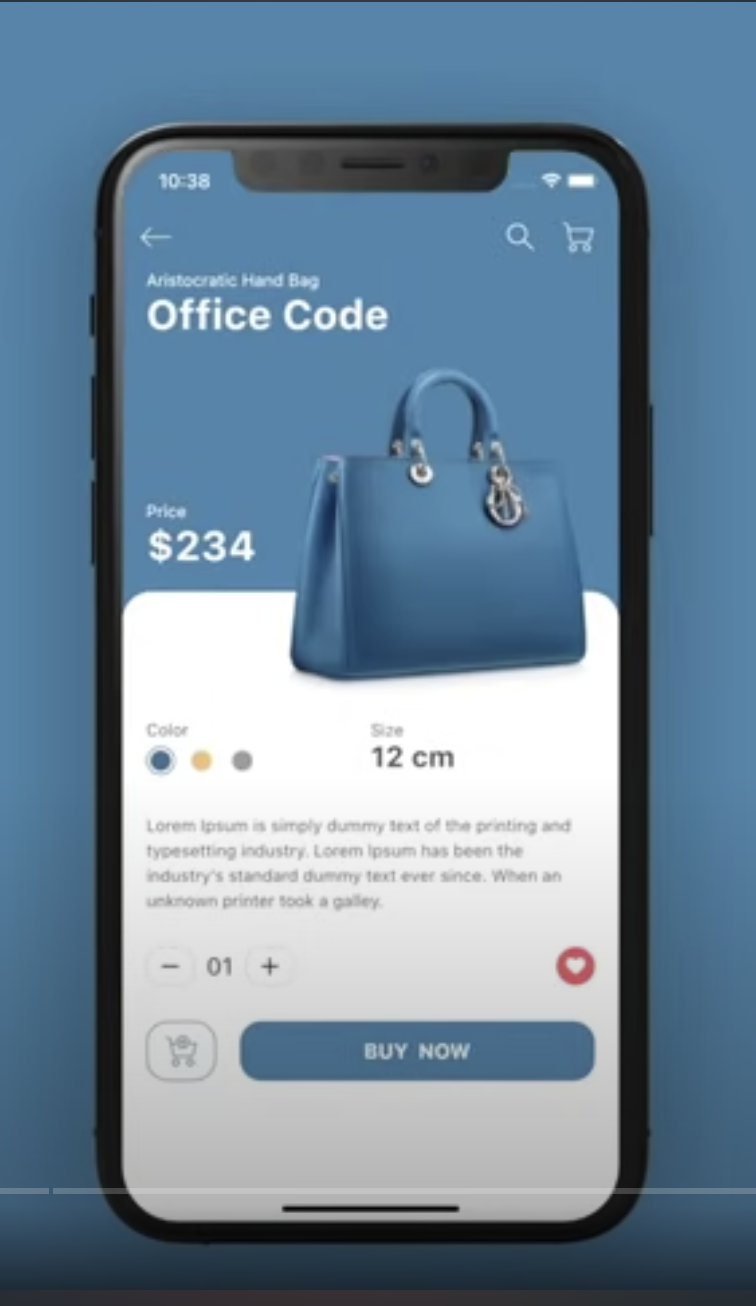 10:38
Aristocratic Hand Bag
Office Code
Price
$234
Color
Size
12 cm
Lorem Ipsum is simply dummy text of the printing and
typesetting industry. Lorem Ipsum has been the
industry's standard dummy text ever since. When an
unknown printer took a galley.
01
BUY NOW